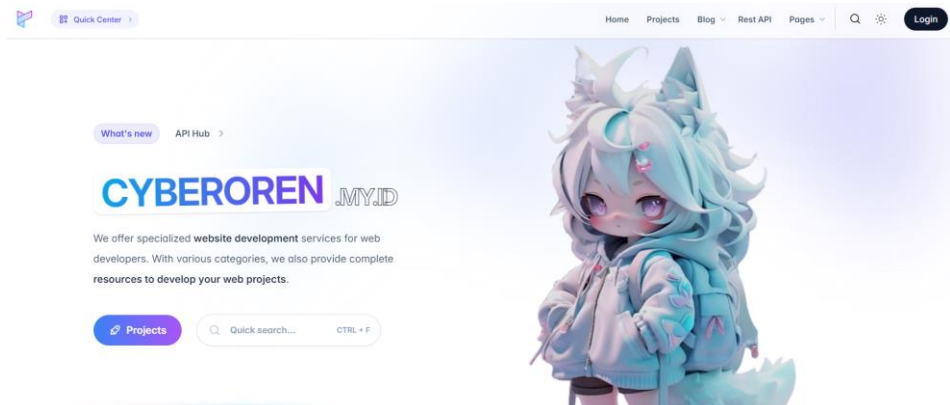 Quick Center
Home Projects Blog Rest API Pages Login
What's new API Hub
CYBEROREN .MY.ID
We offer specialized website development services for web
developers. With various categories, we also provide complete
resources to develop your web projects.
Projects Quick search... CTRL + F